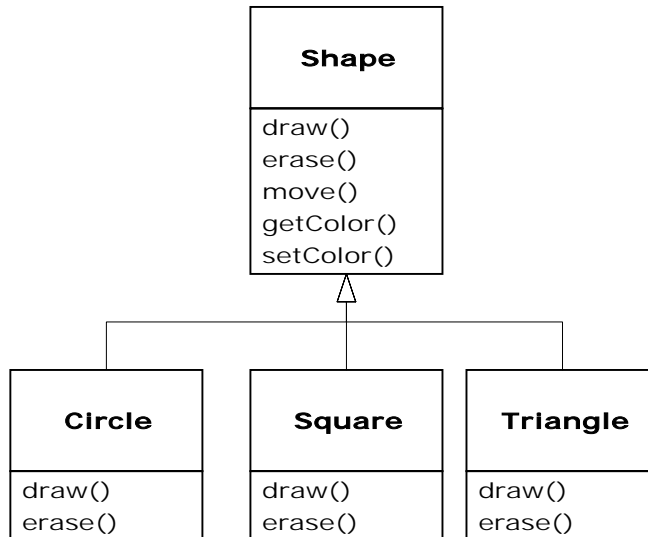 Shape
draw()
erase()
move()
getColor()
setColor()
Circle
draw()
erase()
Square
draw()
erase()
Triangle
draw()
erase()